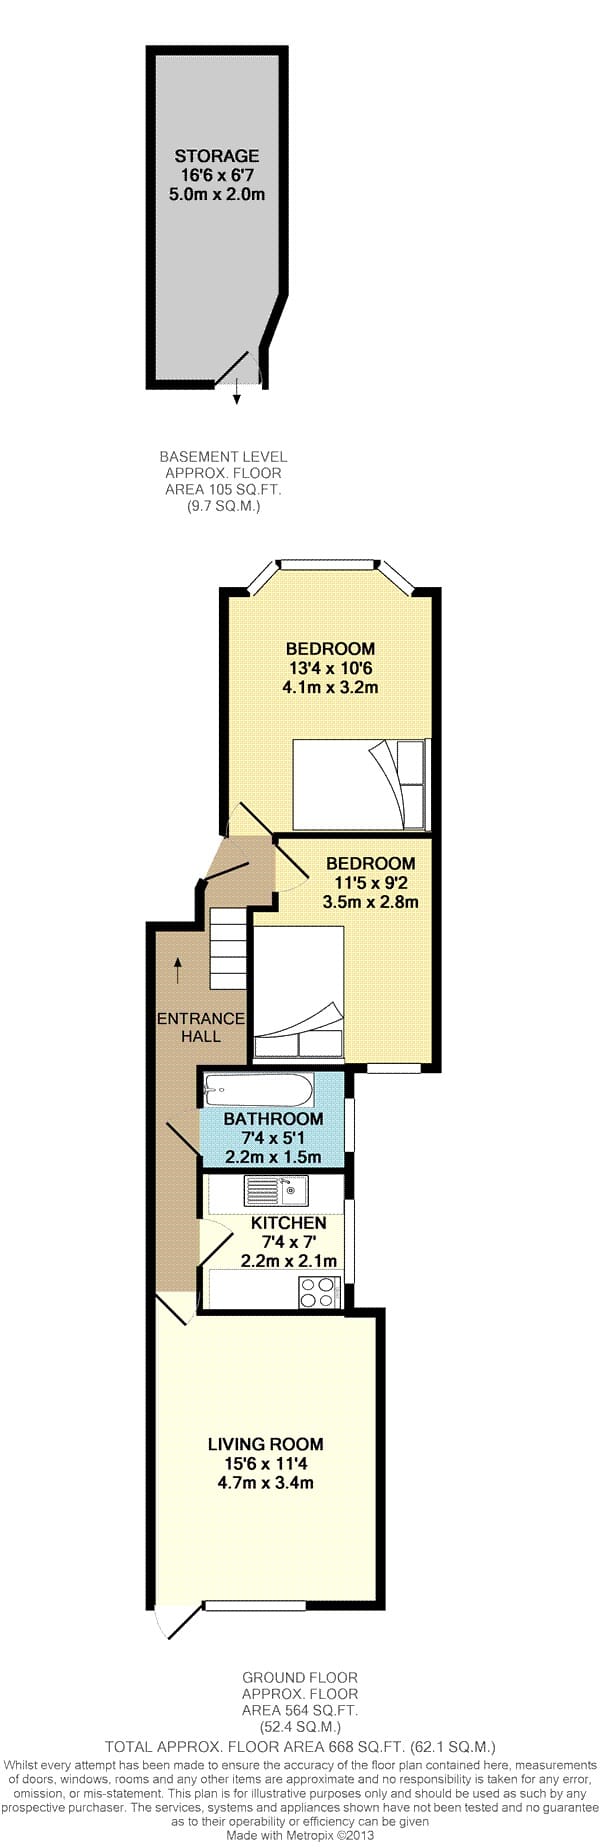 STORAGE
16'6 x 6'7
5.0m x 2.0m
BASEMENT LEVEL
APPROX. FLOOR
AREA 105 SQ.FT.
(9.7 SQ.M.)
BEDROOM
13'4 x 10'6
4.1m x 3.2m
BEDROOM
11'5 x 9'2
3.5m x 2.8m
ENTRANCE
HALL
BATHROOM
7'4 x 5'1
2.2m x 1.5m
KITCHEN
7'4 x 7'
2.2m x 2.1m
LIVING ROOM
15'6 x 11'4
4.7m x 3.4m
GROUND FLOOR
APPROX. FLOOR
AREA 564 SQ.FT.
(52.4 SQ.M.)
TOTAL APPROX. FLOOR AREA 668 SQ.FT. (62.1 SQ.M.)
Whilst every attempt has been made to ensure the accuracy of the floor plan contained here, measurements
of doors, windows, rooms and any other items are approximate and no responsibility is taken for any error,
omission, or mis-statement. This plan is for illustrative purposes only and should be used as such by any
prospective purchaser. The services, systems and appliances shown have not been tested and no guarantee
as to their operability or efficiency can be given
Made with Metropix ©2013